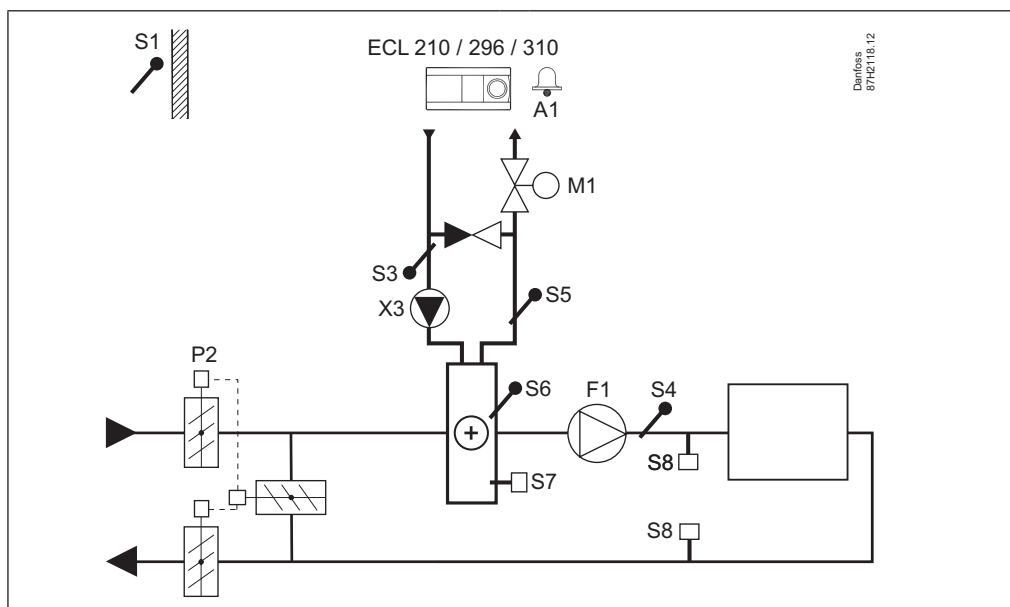 S1
ECL 210 / 296 / 310
A1
Danfoss
87H2118.12
M1
S3
S5
X3
P2
S6
F1
S4
S8
S7
S8